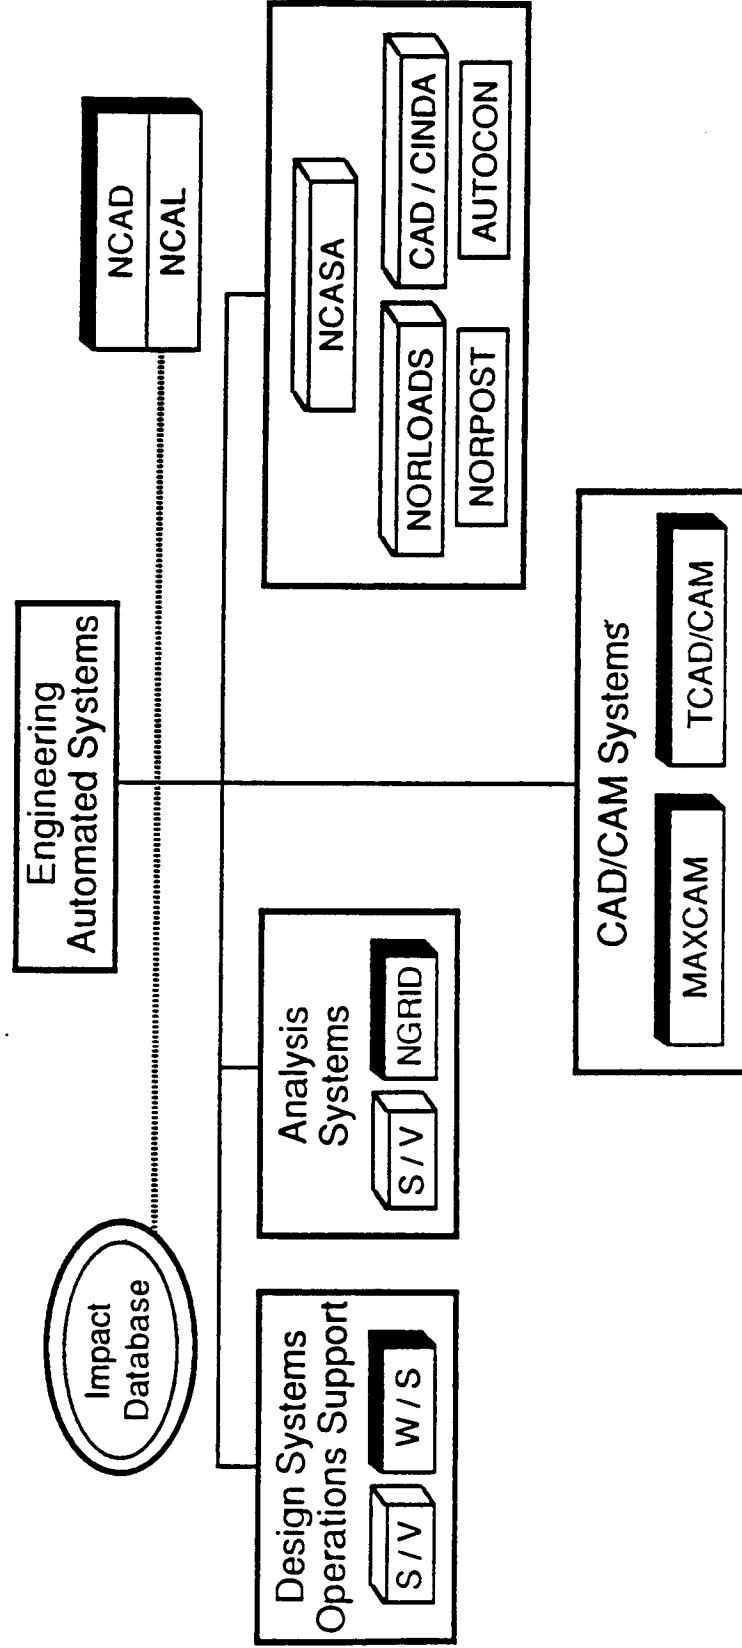 Engineering
Automated Systems
Impact
Database
NCAD
NCAL
Design Systems
Operations Support
S / V
W / S
Analysis
Systems
S / V
NGRID
NCASA
NORLOADS
CAD / CINDA
NORPOST
AUTOCON
CAD/CAM Systems
MAXCAM
TCAD/CAM